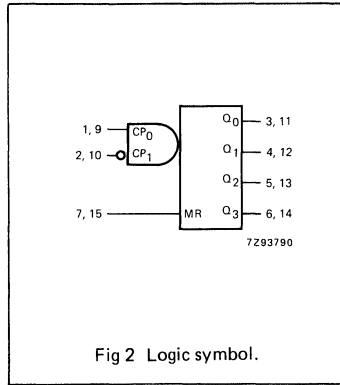 1, 9 CP0 Q0 3, 11
2, 10 CP1 Q1 4, 12
Q2 5, 13
7, 15 MR Q3 6, 14
7Z93790
Fig 2 Logic symbol.